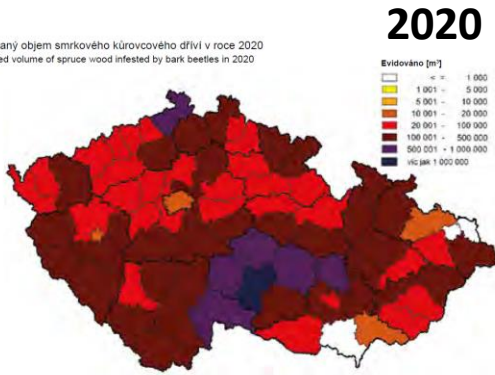 2020
aný objem smrkového kůrovcového dříví v roce 2020
ed volume of spruce wood infested by bark beetles in 2020
Evidováno [m³]
< = 1 000
1 001 - 5 000
5 001 - 10 000
10 001 - 20 000
20 001 - 100 000
100 001 - 500 000
500 001 - 1 000 000
víc jak 1 000 000